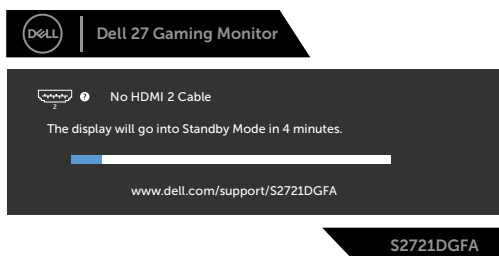 DELL
Dell 27 Gaming Monitor
2
? No HDMI 2 Cable
The display will go into Standby Mode in 4 minutes.
www.dell.com/support/S2721DGFA
S2721DGFA